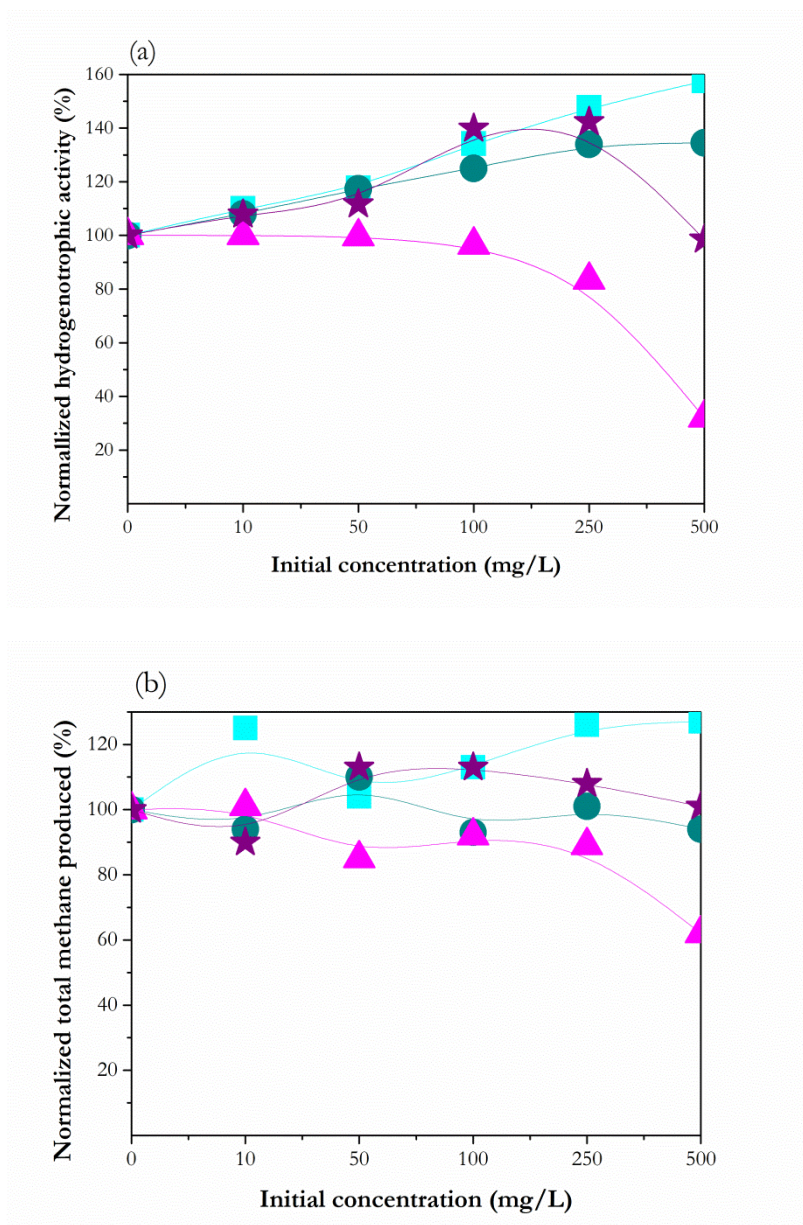 (a)
160
140
120
100
80
60
40
20
Normallized hydrogenotrophic activity (%)
0 10 50 100 250 500
Initial concentration (mg/L)
(b)
120
100
80
60
40
20
Normalized total methane produced (%)
0 10 50 100 250 500
Initial concentration (mg/L)